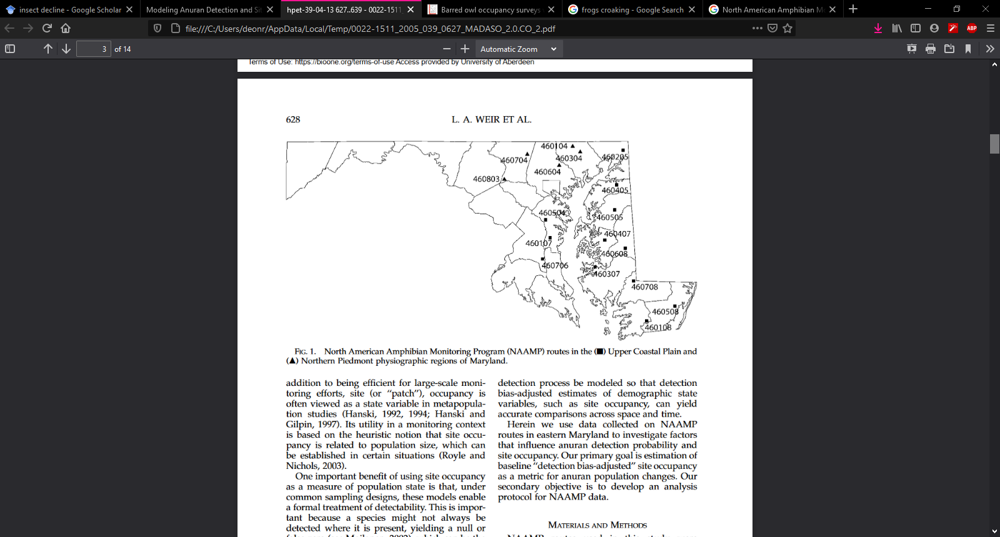 insect decline - Google Scholar
Modeling Anuran Detection and Sit
hpet-39-04-13 627..639 - 0022-1511
Barred owl occupancy surveys
frogs croaking - Google Search
North American Amphibian M
file:///C:/Users/deonr/AppData/Local/Temp/0022-1511_2005_039_0627_MADASO_2.0.CO_2.pdf
ABP
3 of 14
Automatic Zoom
Terms of Use: https://bioone.org/terms-of-use Access provided by University of Aberdeen
628
L. A. WEIR ET AL.
460104
460704
460304
460205
460604
460803
460405
460504
460505
460407
460107
460608
460706
460307
460708
460508
460108
FIG. 1. North American Amphibian Monitoring Program (NAAMP) routes in the (■) Upper Coastal Plain and
(▲) Northern Piedmont physiographic regions of Maryland.
addition to being efficient for large-scale moni-
toring efforts, site (or “patch”), occupancy is
often viewed as a state variable in metapopula-
tion studies (Hanski, 1992, 1994; Hanski and
Gilpin, 1997). Its utility in a monitoring context
is based on the heuristic notion that site occu-
pancy is related to population size, which can
be established in certain situations (Royle and
Nichols, 2003).
One important benefit of using site occupancy
as a measure of population state is that, under
common sampling designs, these models enable
a formal treatment of detectability. This is impor-
tant because a species might not always be
detected where it is present, yielding a null or
detection process be modeled so that detection
bias-adjusted estimates of demographic state
variables, such as site occupancy, can yield
accurate comparisons across space and time.
Herein we use data collected on NAAMP
routes in eastern Maryland to investigate factors
that influence anuran detection probability and
site occupancy. Our primary goal is estimation of
baseline “detection bias-adjusted” site occupancy
as a metric for anuran population changes. Our
secondary objective is to develop an analysis
protocol for NAAMP data.
MATERIALS AND METHODS